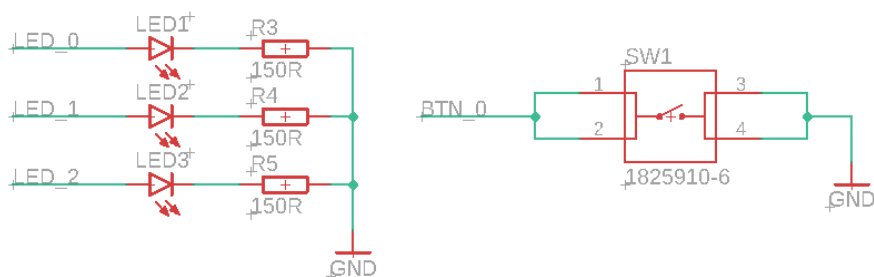 LED1
LED_0
R3
150R
LED2
LED_1
R4
150R
LED3
LED_2
R5
150R
GND
SW1
1
3
BTN_0
2
4
1825910-6
GND